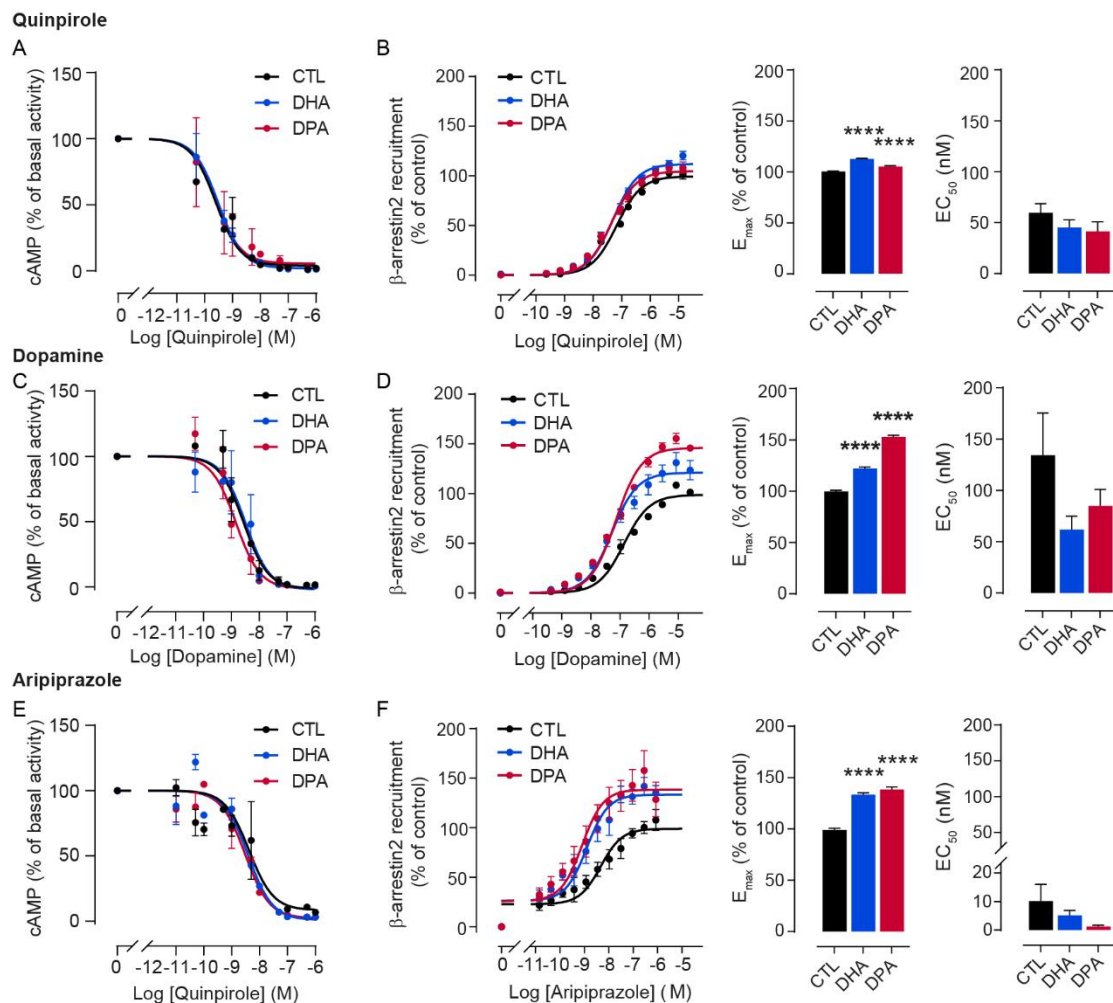 Quinpirole
A
cAMP (% of basal activity)
150
100
50
0
CTL
DHA
DPA
0 -12 -11 -10 -9 -8 -7 -6
Log [Quinpirole] (M)
B
β-arrestin2 recruitment
(% of control)
200
150
100
50
0
CTL
DHA
DPA
0 -10 -9 -8 -7 -6 -5
Log [Quinpirole] (M)
Emax (% of control)
200
150
100
50
0
**** ****
CTL DHA DPA
EC50 (nM)
200
150
100
50
0
CTL DHA DPA
Dopamine
C
cAMP (% of basal activty)
150
100
50
0
CTL
DHA
DPA
0 -12 -11 -10 -9 -8 -7 -6
Log [Dopamine] (M)
D
β-arrestin2 recruitment
(% of control)
200
150
100
50
0
CTL
DHA
DPA
0 -10 -9 -8 -7 -6 -5
Log [Dopamine] (M)
Emax (% of control)
200
150
100
50
0
**** ****
CTL DHA DPA
EC50 (nM)
200
150
100
50
0
CTL DHA DPA
Aripiprazole
E
cAMP (% of basal activity)
150
100
50
0
CTL
DHA
DPA
0 -12 -11 -10 -9 -8 -7 -6
Log [Quinpirole] (M)
F
β-arrestin2 recruitment
(% of control)
200
150
100
50
0
CTL
DHA
DPA
0 -11 -10 -9 -8 -7 -6 -5
Log [Aripiprazole] (M)
Emax (% of control)
200
150
100
50
0
**** ****
CTL DHA DPA
EC50 (nM)
200
150
100
20
10
0
CTL DHA DPA